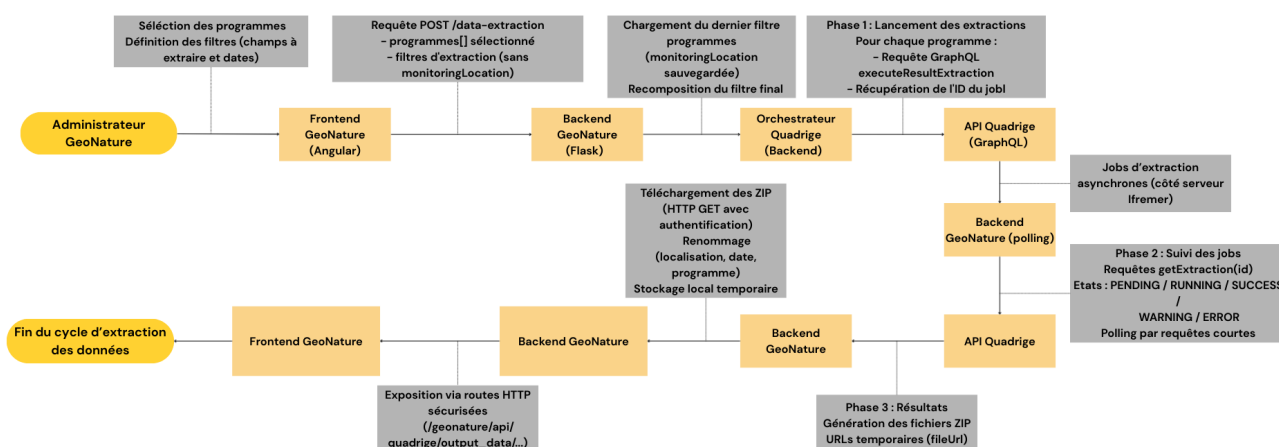 Séléction des programmes
Définition des filtres (champs à
extraire et dates)
Requête POST /data-extraction
- programmes[] sélectionné
- filtres d'extraction (sans
monitoringLocation)
Chargement du dernier filtre
programmes
(monitoringLocation
sauvegardée)
Recomposition du filtre final
Phase 1 : Lancement des extractions
Pour chaque programme :
- Requête GraphQL
executeResultExtraction
- Récupération de l'ID du jobl
Administrateur
GeoNature
Frontend
GeoNature
(Angular)
Backend
GeoNature
(Flask)
Orchestrateur
Quadrige
(Backend)
API Quadrige
(GraphQL)
Jobs d'extraction
asynchrones (côté serveur
Ifremer)
Backend
GeoNature (polling)
Phase 2 : Suivi des jobs
Requêtes getExtraction(id)
Etats : PENDING / RUNNING / SUCCESS
/
WARNING / ERROR
Polling par requêtes courtes
Téléchargement des ZIP
(HTTP GET avec
authentification)
Renommage
(localisation, date,
programme)
Stockage local temporaire
Fin du cycle d'extraction
des données
Frontend GeoNature
Backend GeoNature
Backend
GeoNature
API Quadrige
Exposition via routes HTTP
sécurisées
(/geonature/api/
quadrige/output_data/...)
Phase 3 : Résultats
Génération des fichiers ZIP
URLs temporaires (fileUrl)